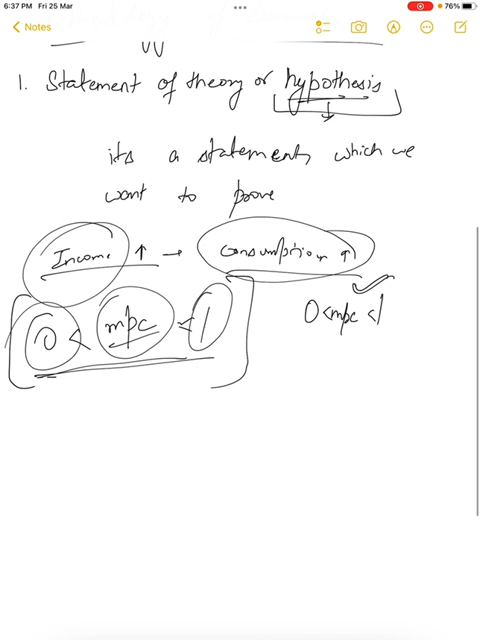 6:37 PM Fri 25 Mar
76%
Notes
1. Statement of theory or hypothesis
its a statement, which we
want to prove
Income ↑ → Consumption ↑
0 < mpc < 1
0 < mpc < 1